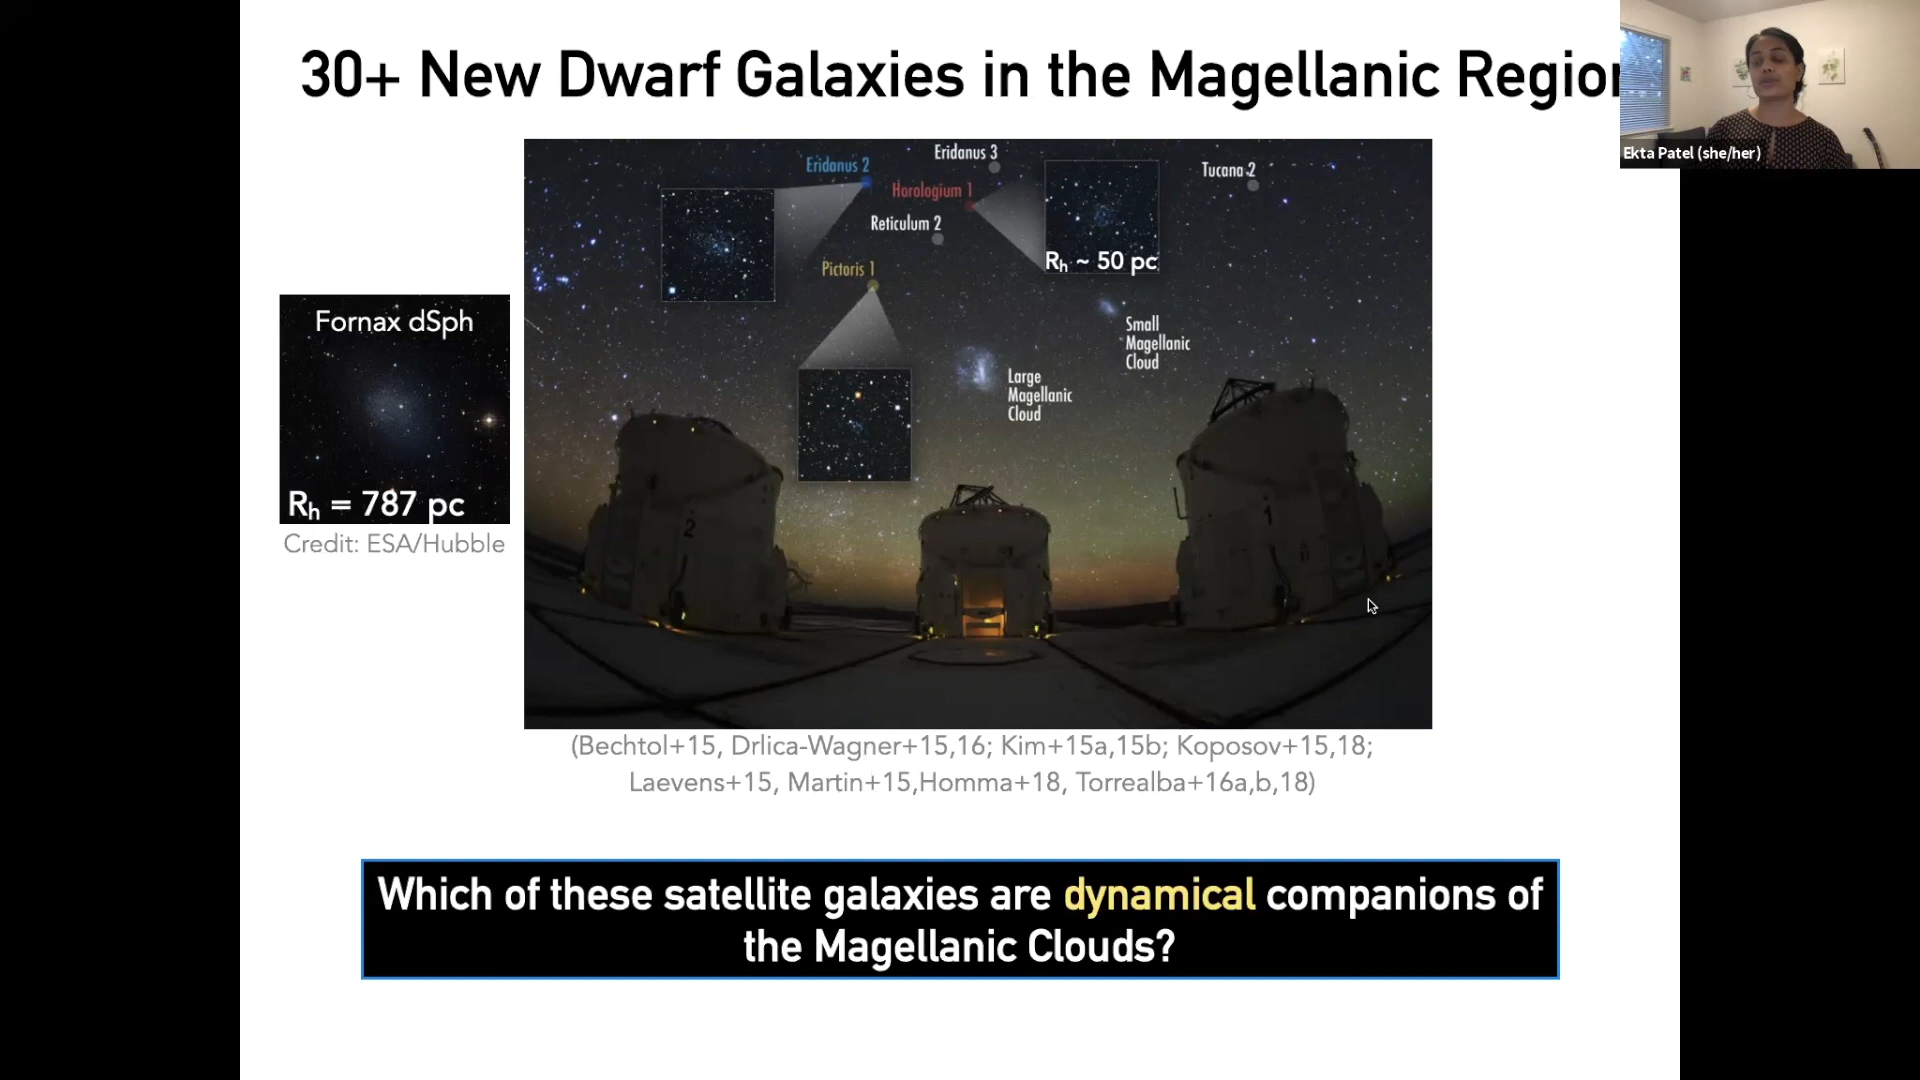 30+ New Dwarf Galaxies in the Magellanic Region
Ekta Patel (she/her)
Eridanus 2
Eridanus 3
Horologium 1
Tucana 2
Reticulum 2
Rh ~ 50 pc
Pictoris 1
Small
Magellanic
Cloud
Large
Magellanic
Cloud
2
1
Fornax dSph
Rh = 787 pc
Credit: ESA/Hubble
(Bechtol+15, Drlica-Wagner+15,16; Kim+15a,15b; Koposov+15,18;
Laevens+15, Martin+15,Homma+18, Torrealba+16a,b,18)
Which of these satellite galaxies are dynamical companions of
the Magellanic Clouds?